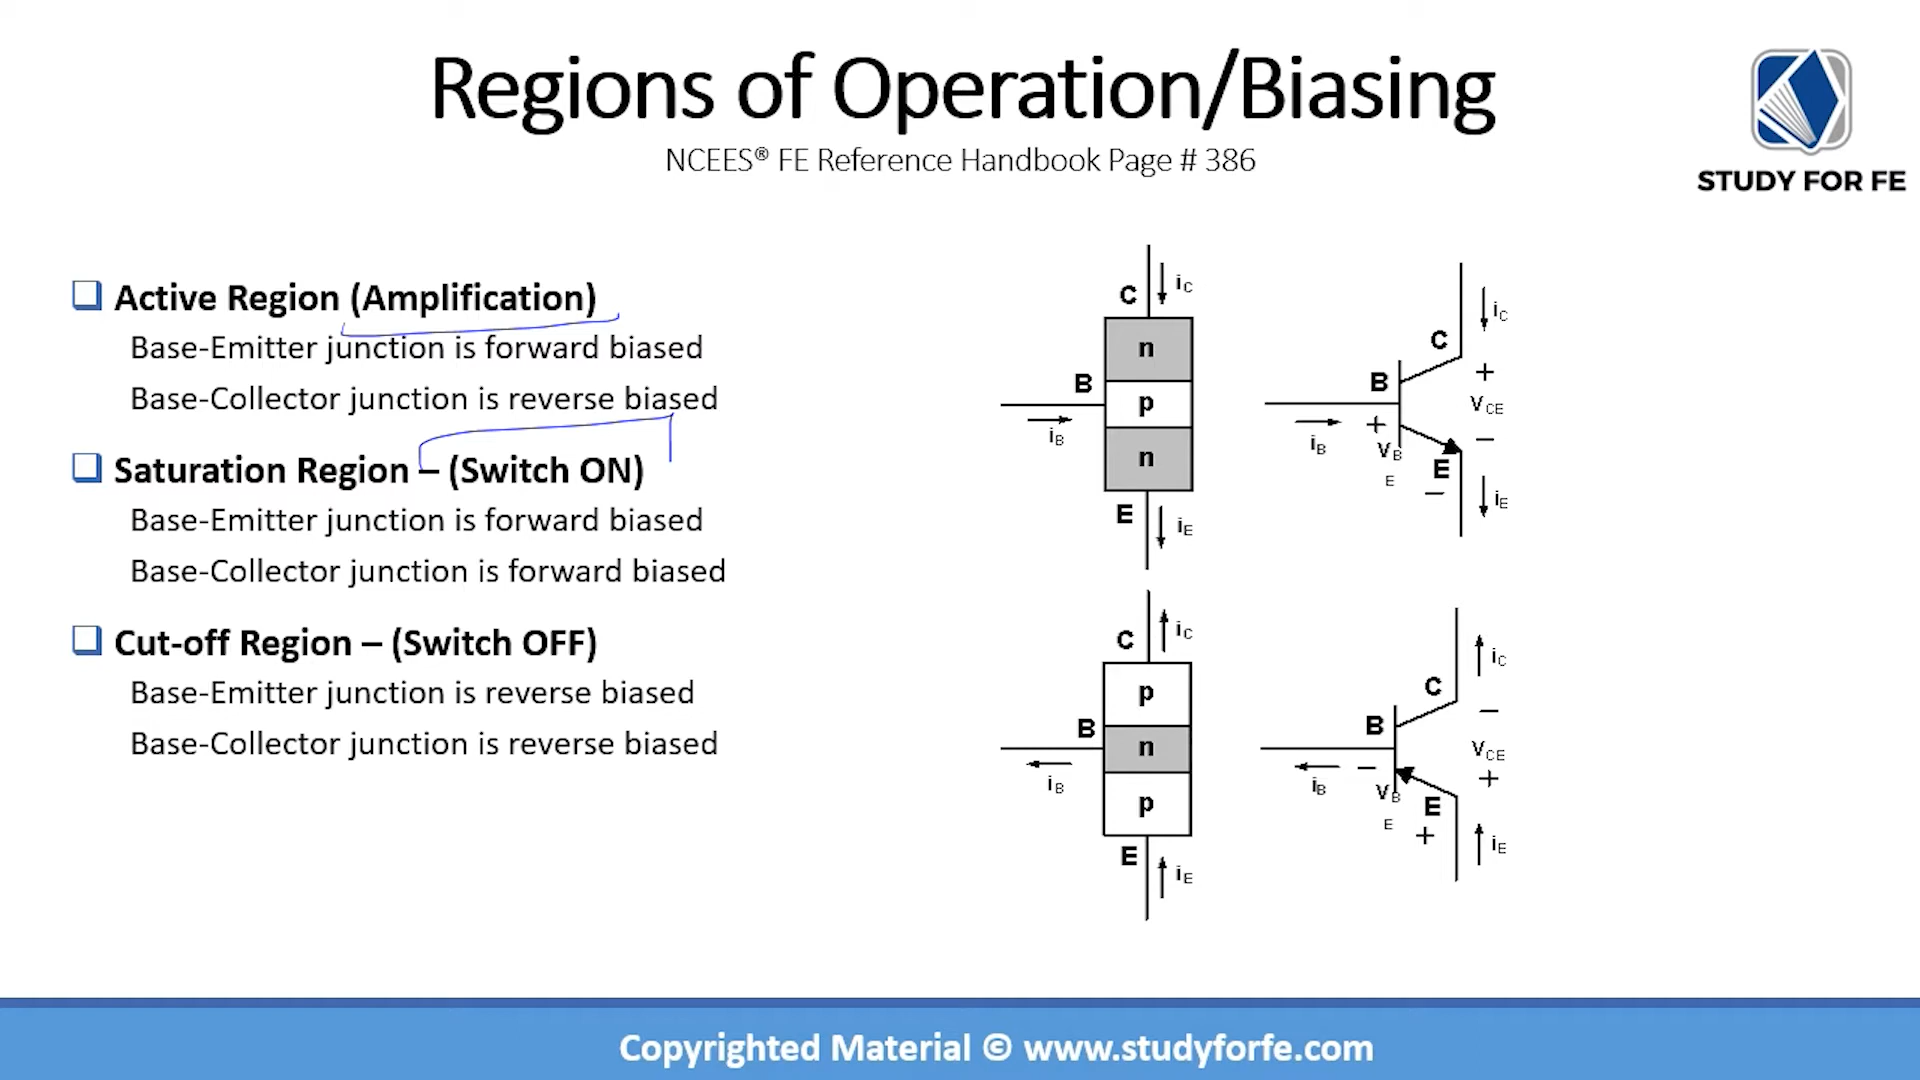 Regions of Operation/Biasing
NCEES® FE Reference Handbook Page # 386
STUDY FOR FE
Active Region (Amplification)
Base-Emitter junction is forward biased
Base-Collector junction is reverse biased
Saturation Region – (Switch ON)
Base-Emitter junction is forward biased
Base-Collector junction is forward biased
Cut-off Region – (Switch OFF)
Base-Emitter junction is reverse biased
Base-Collector junction is reverse biased
C iC
n
B
p
iB
n
E
iE
iC
C
+
B
VCE
+
iB
VB
E
–
E
–
iE
C iC
p
B
n
iB
p
E
iE
iC
C
–
B
VCE
–
+
iB
VB
E
E
+
iE
Copyrighted Material © www.studyforfe.com